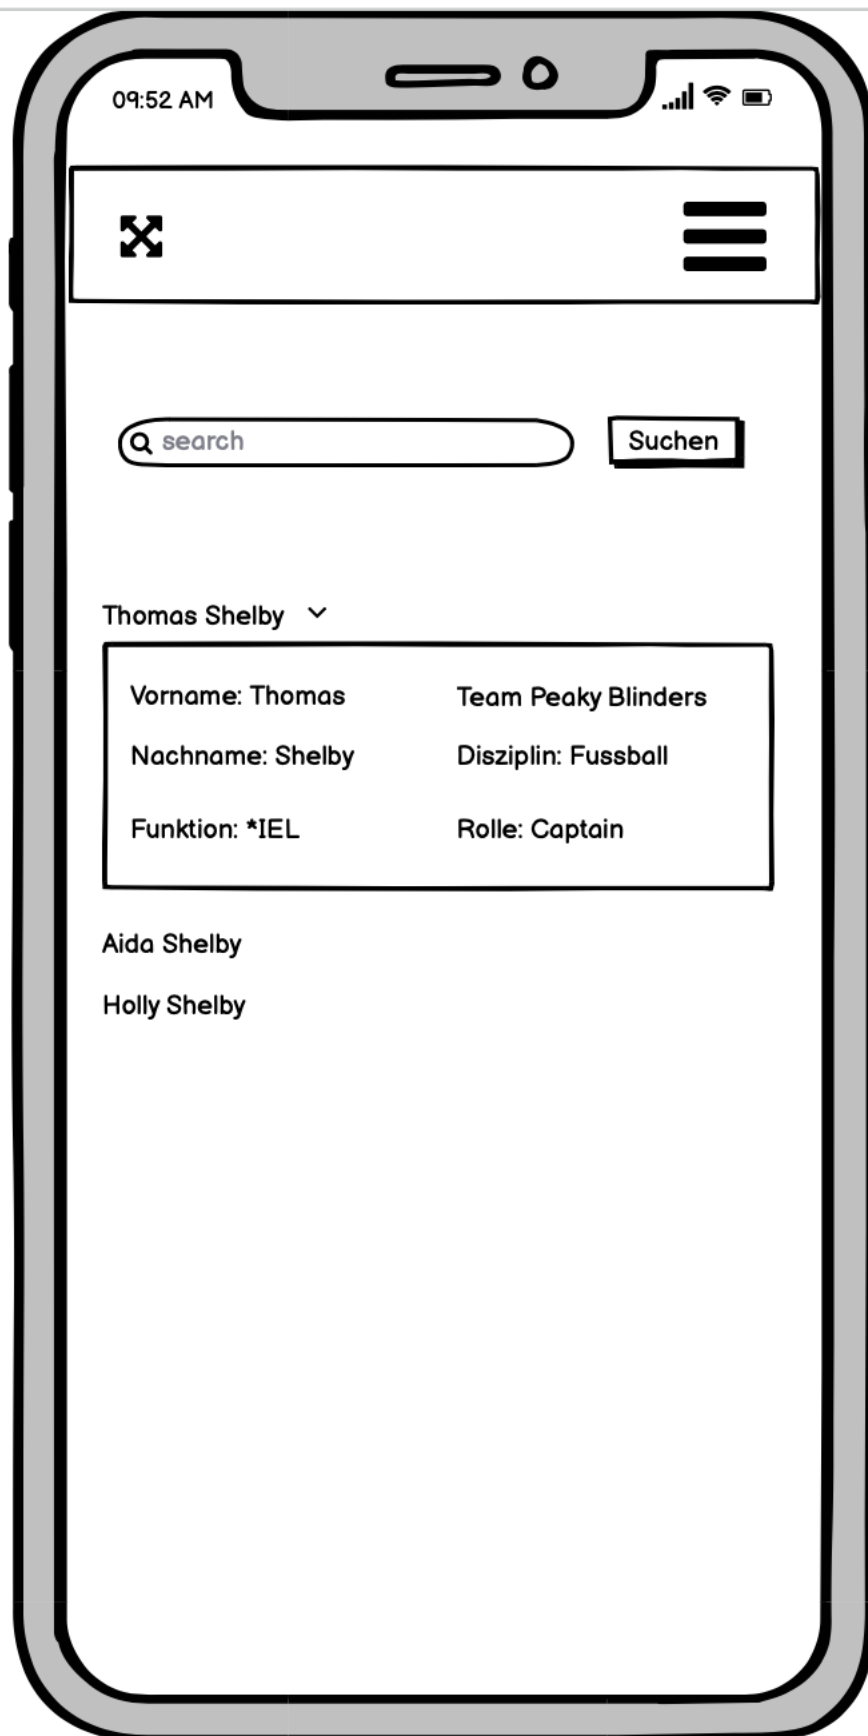 09:52 AM
search
Suchen
Thomas Shelby
Vorname: Thomas
Team Peaky Blinders
Nachname: Shelby
Disziplin: Fussball
Funktion: *IEL
Rolle: Captain
Aida Shelby
Holly Shelby